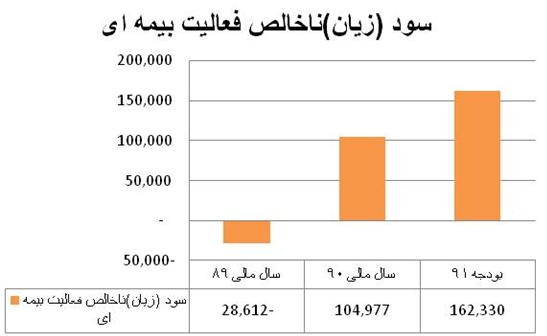 سود (زیان)ناخالص فعالیت بیمه ای
200,000
150,000
100,000
50,000
-
50,000-
سال مالی ۸۹
سال مالی ۹۰
بودجه ۹۱
سود (زیان)ناخالص فعالیت بیمه
ای
28,612-
104,977
162,330